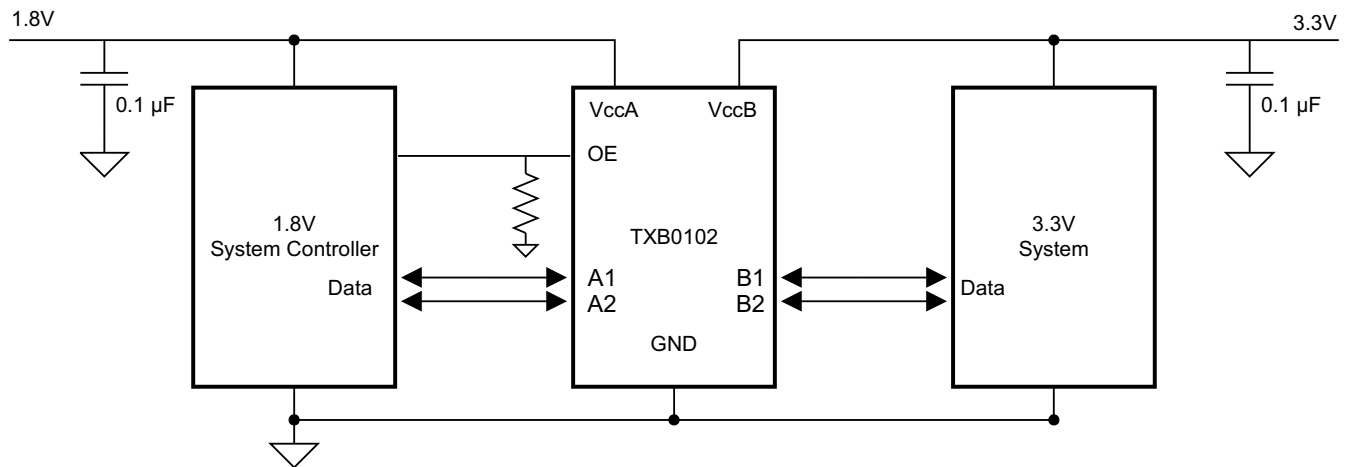 1.8V
3.3V
0.1 µF
VccA
VccB
0.1 µF
OE
1.8V
System Controller
TXB0102
3.3V
System
Data
A1
B1
Data
A2
B2
GND